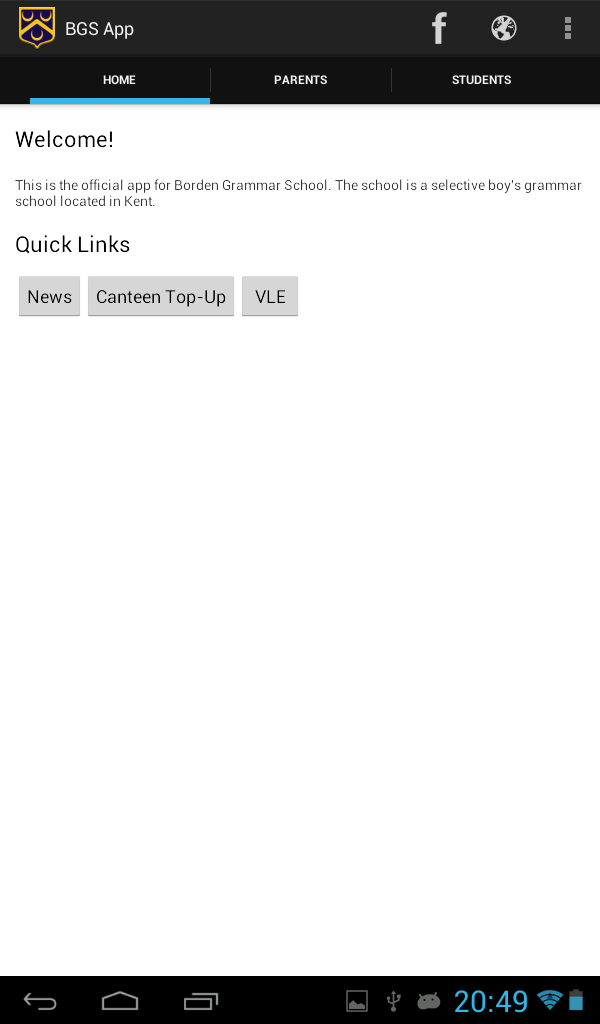 BGS App
HOME PARENTS STUDENTS
Welcome!
This is the official app for Borden Grammar School. The school is a selective boy's grammar
school located in Kent.
Quick Links
News Canteen Top-Up VLE
20:49